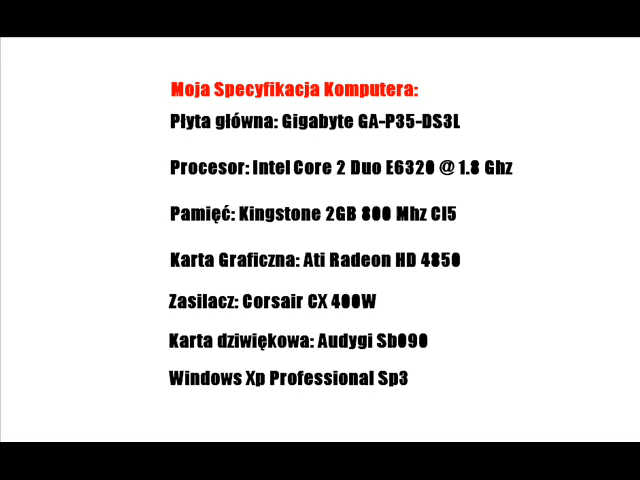 Moja Specyfikacja Komputera:
Płyta główna: Gigabyte GA-P35-DS3L
Procesor: Intel Core 2 Duo E6320 @ 1.8 Ghz
Pamięć: Kingstone 2GB 800 Mhz Cl5
Karta Graficzna: Ati Radeon HD 4850
Zasilacz: Corsair CX 400W
Karta dziwiękowa: Audygi Sb090
Windows Xp Professional Sp3